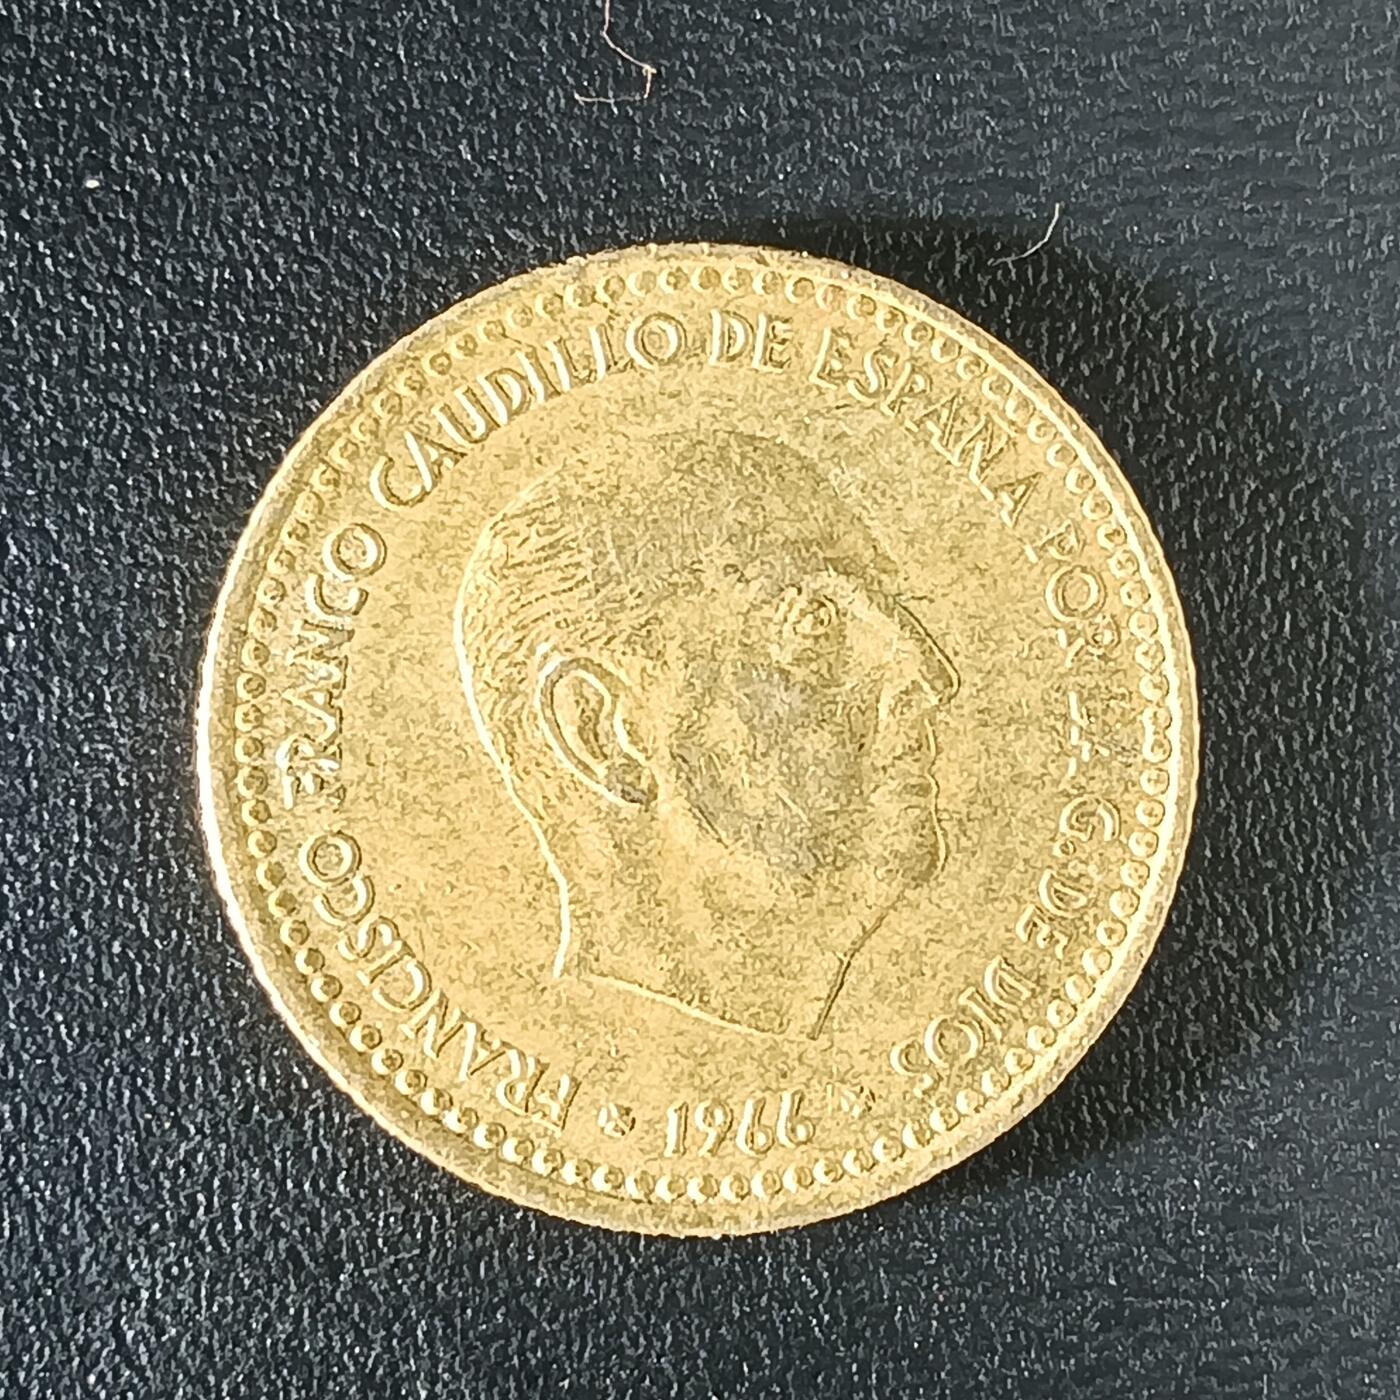 FRANCISCO FRANCO CAUDILLO DE ESPAÑA POR LA G. DE DIOS
* 1966 *